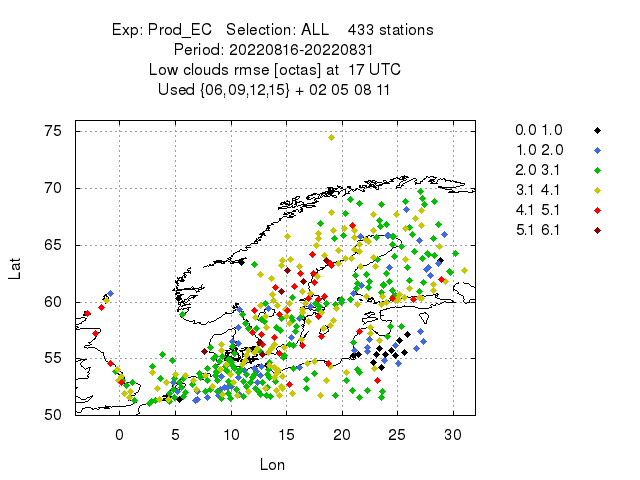 Exp: Prod_EC   Selection: ALL    433 stations
Period: 20220816-20220831
Low clouds rmse [octas] at  17 UTC
Used {06,09,12,15} + 02 05 08 11
75
70
65
60
55
50
Lat
0 5 10 15 20 25 30
Lon
0.0 1.0
1.0 2.0
2.0 3.1
3.1 4.1
4.1 5.1
5.1 6.1